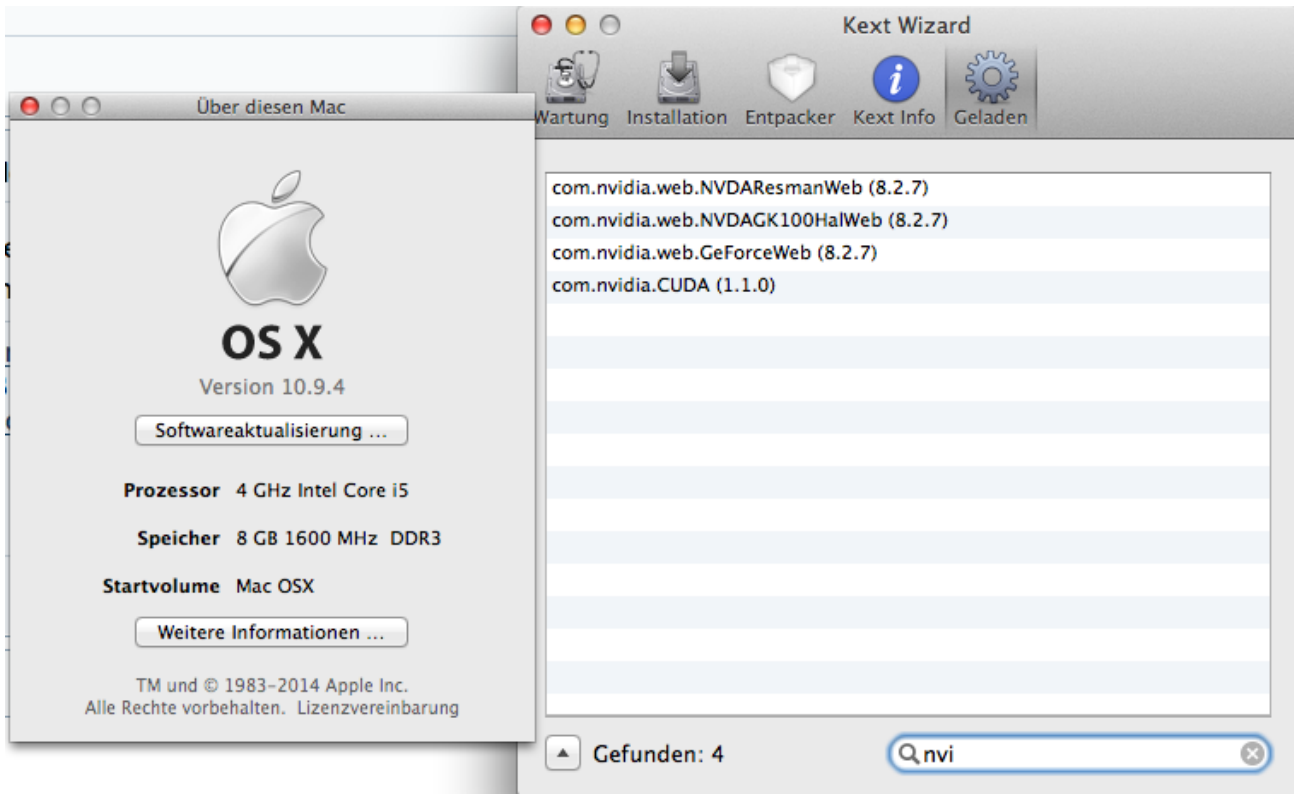 Über diesen Mac
OS X
Version 10.9.4
Softwareaktualisierung ...
Prozessor 4 GHz Intel Core i5
Speicher 8 GB 1600 MHz DDR3
Startvolume Mac OSX
Weitere Informationen ...
TM und © 1983–2014 Apple Inc.
Alle Rechte vorbehalten. Lizenzvereinbarung
Kext Wizard
Wartung Installation Entpacker Kext Info Geladen
com.nvidia.web.NVDAResmanWeb (8.2.7)
com.nvidia.web.NVDAGK100HalWeb (8.2.7)
com.nvidia.web.GeForceWeb (8.2.7)
com.nvidia.CUDA (1.1.0)
Gefunden: 4
nvi